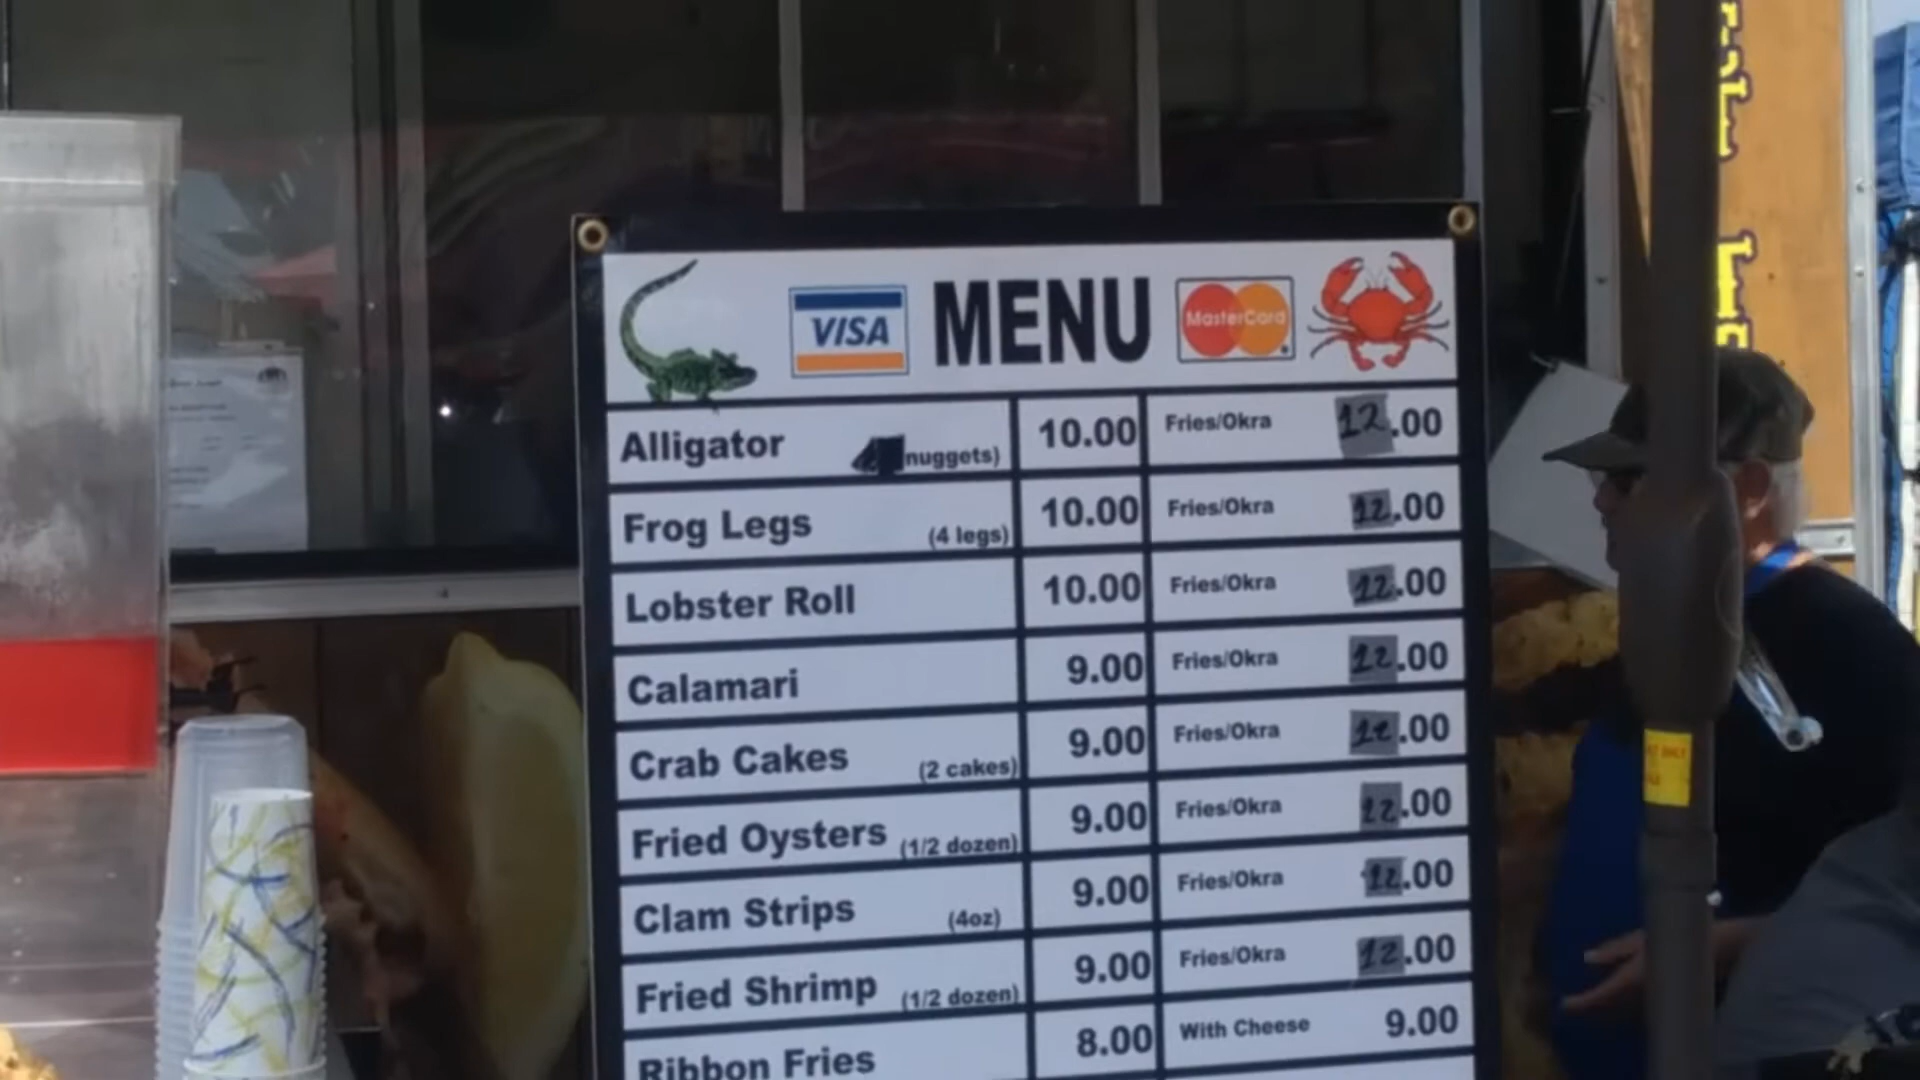 VISA MENU MasterCard
Alligator nuggets) 10.00 Fries/Okra 12.00
Frog Legs (4 legs) 10.00 Fries/Okra 12.00
Lobster Roll 10.00 Fries/Okra 12.00
Calamari 9.00 Fries/Okra 12.00
Crab Cakes (2 cakes) 9.00 Fries/Okra 12.00
Fried Oysters (1/2 dozen) 9.00 Fries/Okra 12.00
Clam Strips (4oz) 9.00 Fries/Okra 12.00
Fried Shrimp (1/2 dozen) 9.00 Fries/Okra 12.00
Ribbon Fries 8.00 With Cheese 9.00